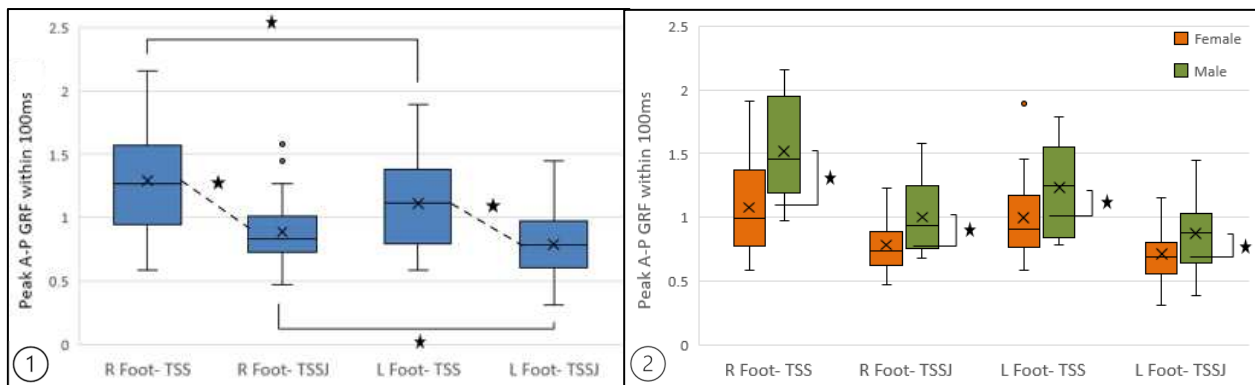 Peak A-P GRF within 100ms
2.5
2
1.5
1
0.5
0
R Foot- TSS
R Foot- TSSJ
L Foot- TSS
L Foot- TSSJ
1
Peak A-P GRF within 100ms
2.5
2
1.5
1
0.5
0
Female
Male
R Foot- TSS
R Foot- TSSJ
L Foot- TSS
L Foot- TSSJ
2